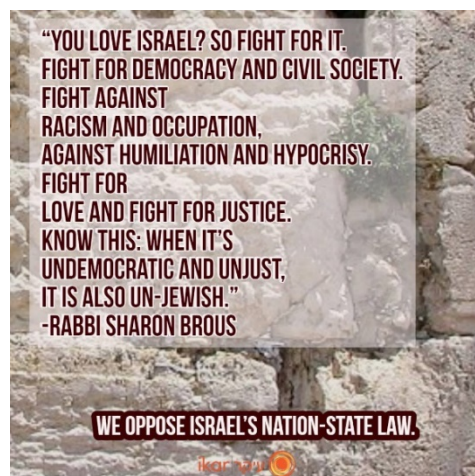 “YOU LOVE ISRAEL? SO FIGHT FOR IT.
FIGHT FOR DEMOCRACY AND CIVIL SOCIETY.
FIGHT AGAINST
RACISM AND OCCUPATION,
AGAINST HUMILIATION AND HYPOCRISY.
FIGHT FOR
LOVE AND FIGHT FOR JUSTICE.
KNOW THIS: WHEN IT’S
UNDEMOCRATIC AND UNJUST,
IT IS ALSO UN-JEWISH.”
-RABBI SHARON BROUS
WE OPPOSE ISRAEL’S NATION-STATE LAW.
ikar